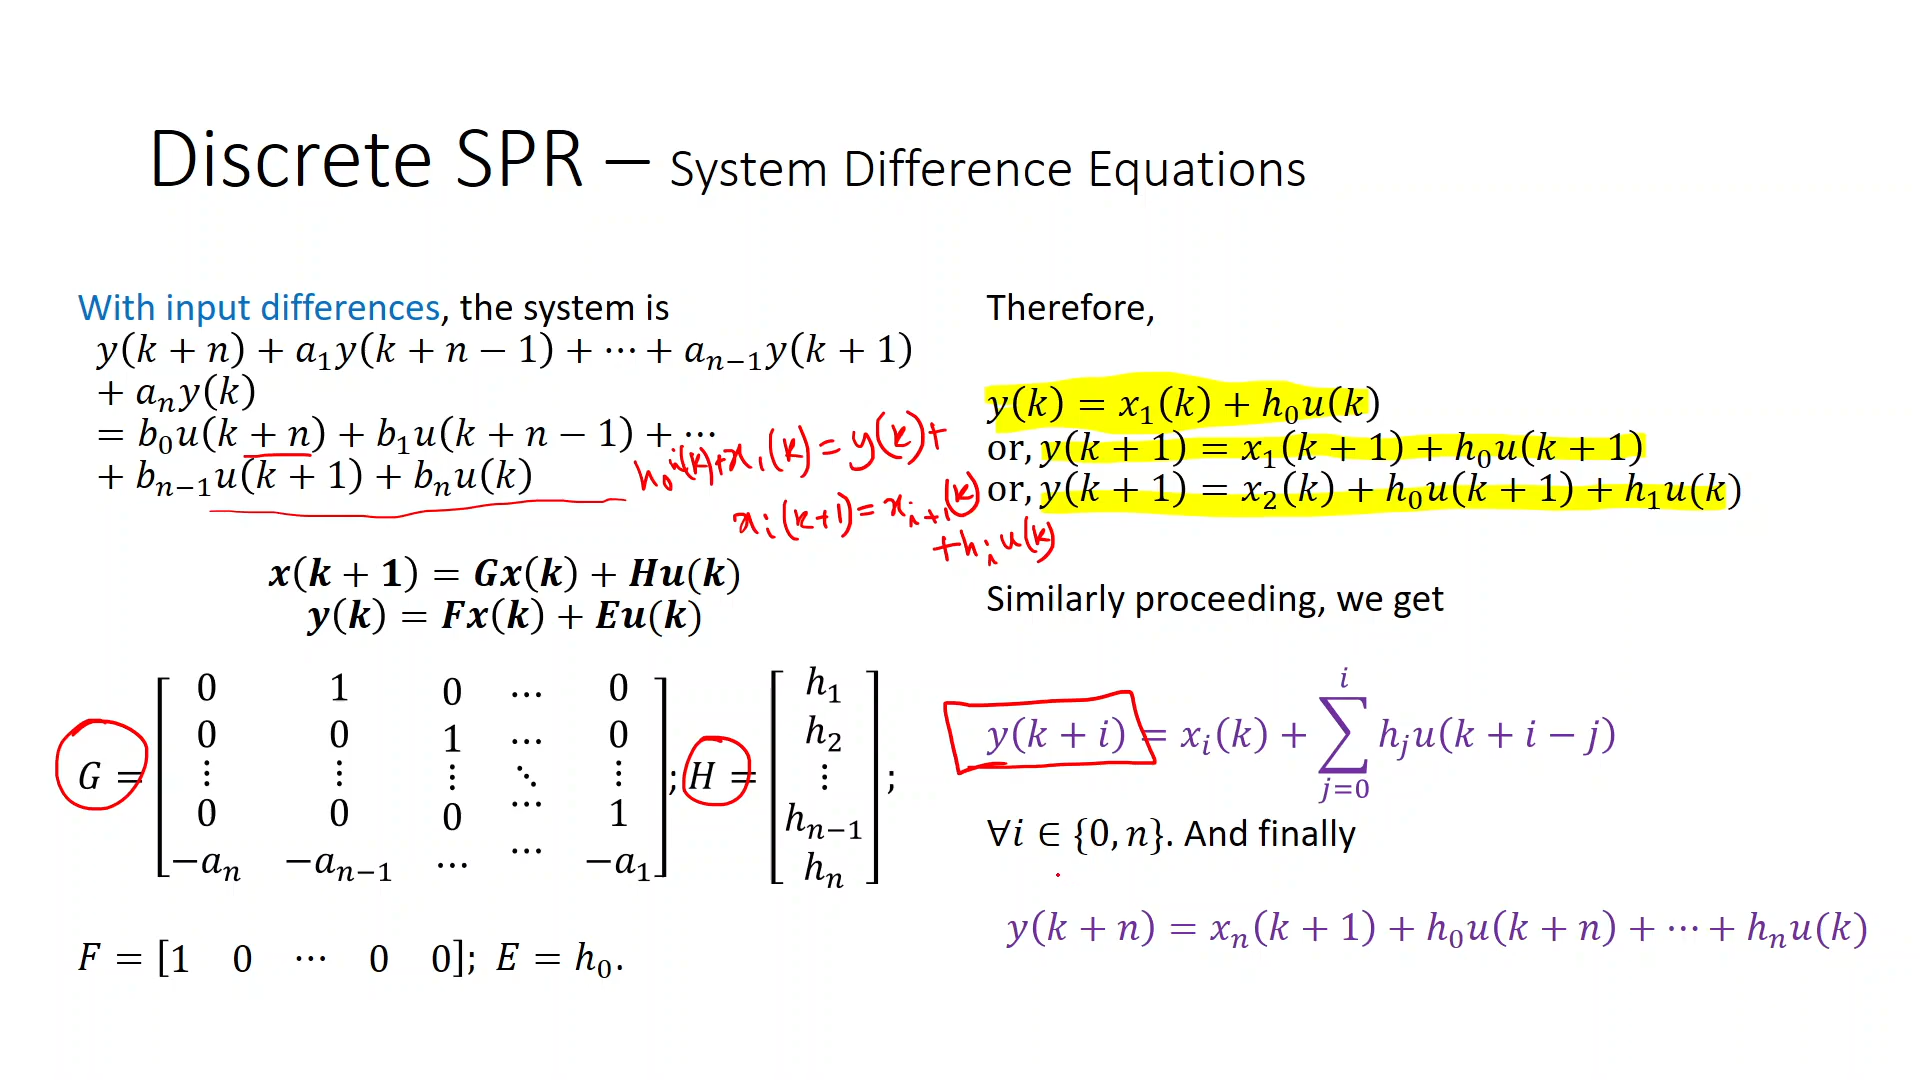 Discrete SPR – System Difference Equations
With input differences, the system is
y(k + n) + a₁y(k + n − 1) + ⋯ + aₙ₋₁y(k + 1)
+ aₙy(k)
= b₀u(k + n) + b₁u(k + n − 1) + ⋯
+ bₙ₋₁u(k + 1) + bₙu(k)
h₀u(k)+x₁(k) = y(k)+
xᵢ(k+1) = xᵢ₊₁(k)
+hᵢu(k)
x(k + 1) = Gx(k) + Hu(k)
y(k) = Fx(k) + Eu(k)
G = [0 1 0 ⋯ 0
0 0 1 ⋯ 0
⋮ ⋮ ⋮ ⋱ ⋮
0 0 0 ⋯ 1
−aₙ −aₙ₋₁ ⋯ ⋯ −a₁]; H = [h₁
h₂
⋮
hₙ₋₁
hₙ];
F = [1 0 ⋯ 0 0]; E = h₀.
Therefore,
y(k) = x₁(k) + h₀u(k)
or, y(k + 1) = x₁(k + 1) + h₀u(k + 1)
or, y(k + 1) = x₂(k) + h₀u(k + 1) + h₁u(k)
Similarly proceeding, we get
y(k + i) = xᵢ(k) + ∑ⱼ₌₀ⁱ hⱼu(k + i − j)
∀i ∈ {0, n}. And finally
y(k + n) = xₙ(k + 1) + h₀u(k + n) + ⋯ + hₙu(k)